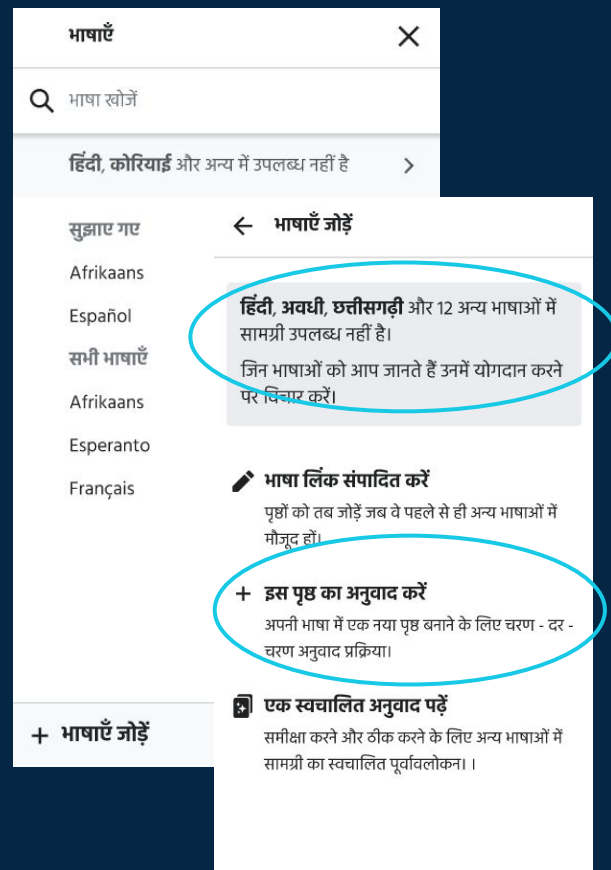 भाषाएँ
भाषा खोजें
हिंदी, कोरियाई और अन्य में उपलब्ध नहीं है
सुझाए गए
Afrikaans
Español
सभी भाषाएँ
Afrikaans
Esperanto
Français
+ भाषाएँ जोड़ें
← भाषाएँ जोड़ें
हिंदी, अवधी, छत्तीसगढ़ी और 12 अन्य भाषाओं में
सामग्री उपलब्ध नहीं है।
जिन भाषाओं को आप जानते हैं उनमें योगदान करने
पर विचार करें।
भाषा लिंक संपादित करें
पृष्ठों को तब जोड़ें जब वे पहले से ही अन्य भाषाओं में
मौजूद हों।
+ इस पृष्ठ का अनुवाद करें
अपनी भाषा में एक नया पृष्ठ बनाने के लिए चरण - दर -
चरण अनुवाद प्रक्रिया।
एक स्वचालित अनुवाद पढ़ें
समीक्षा करने और ठीक करने के लिए अन्य भाषाओं में
सामग्री का स्वचालित पूर्वावलोकन। ।